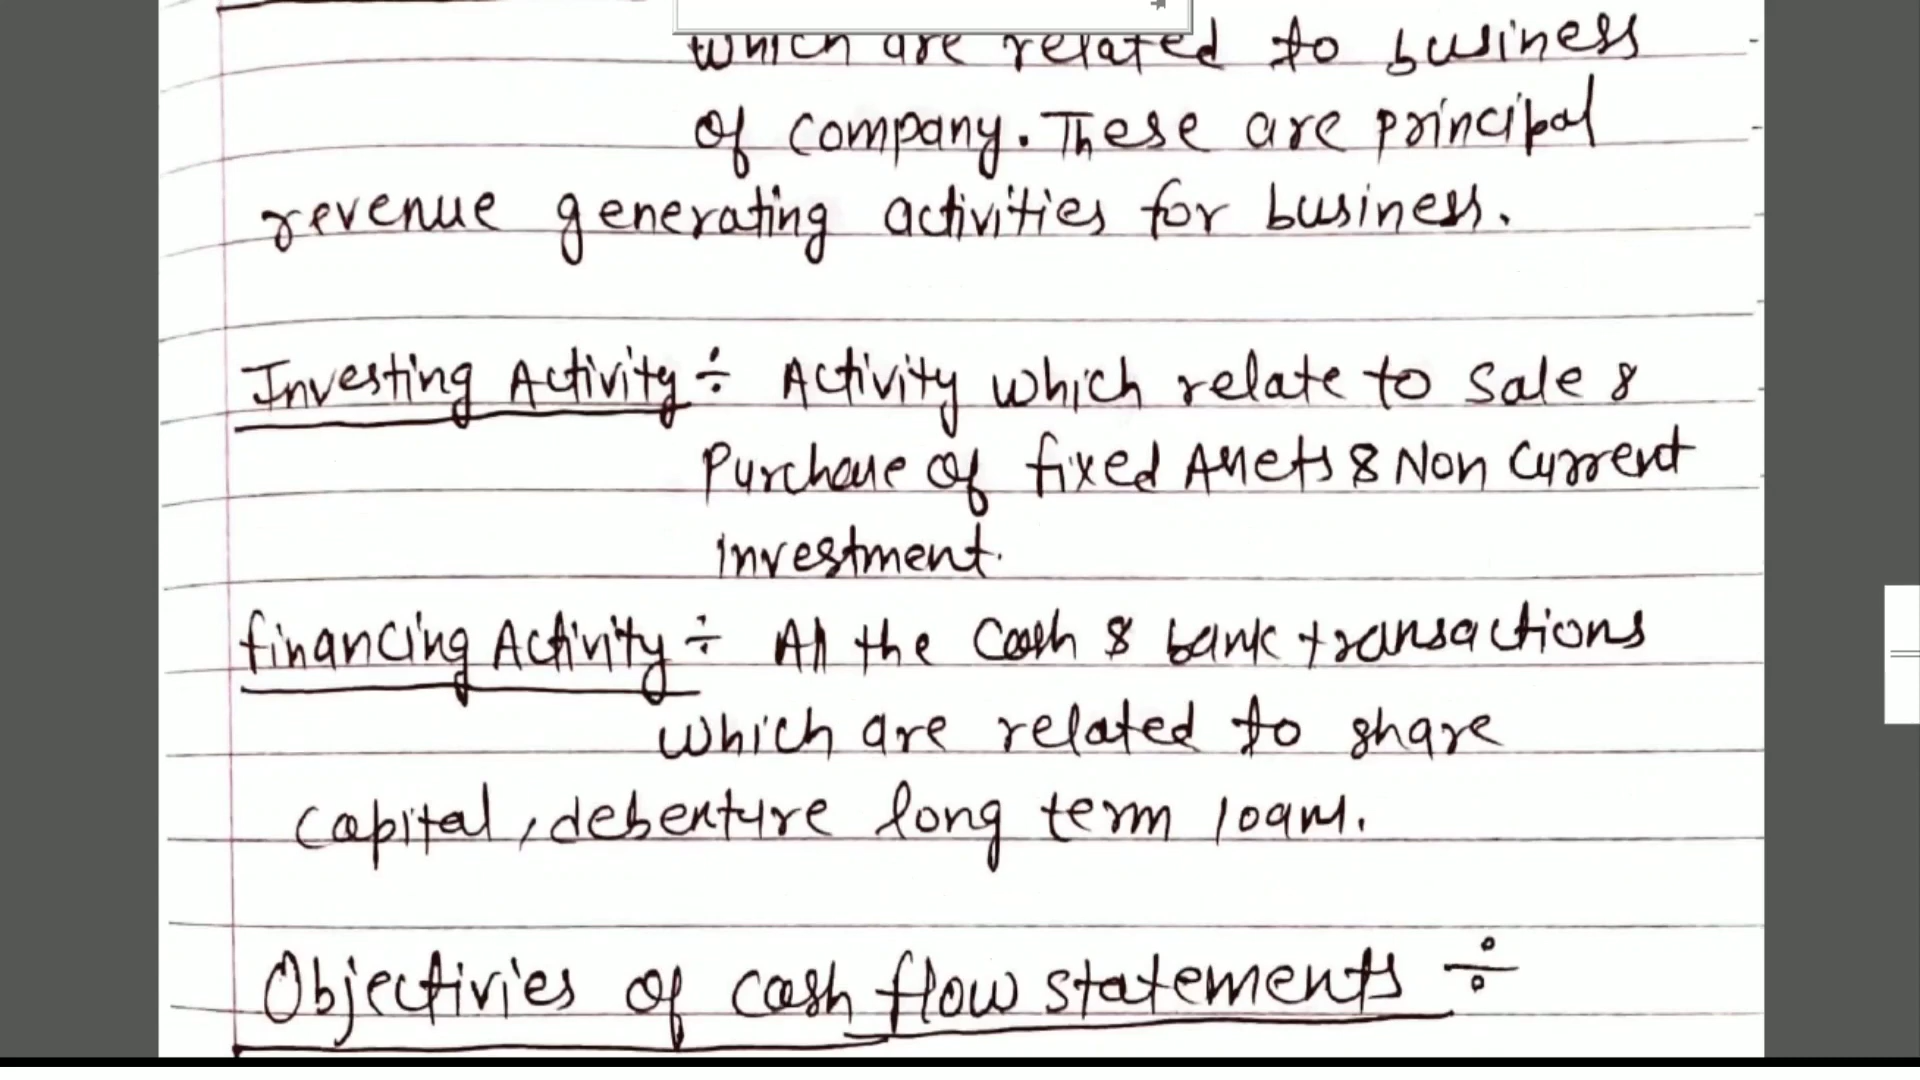 which are related to business
of company. These are principal
revenue generating activities for business.
Investing Activity ÷ Activity which relate to sale &
Purchase of fixed Assets & Non Current
investment.
financing Activity ÷ All the Cash & bank transactions
which are related to share
capital, debenture long term loans.
Objectivies of cash flow statements ÷